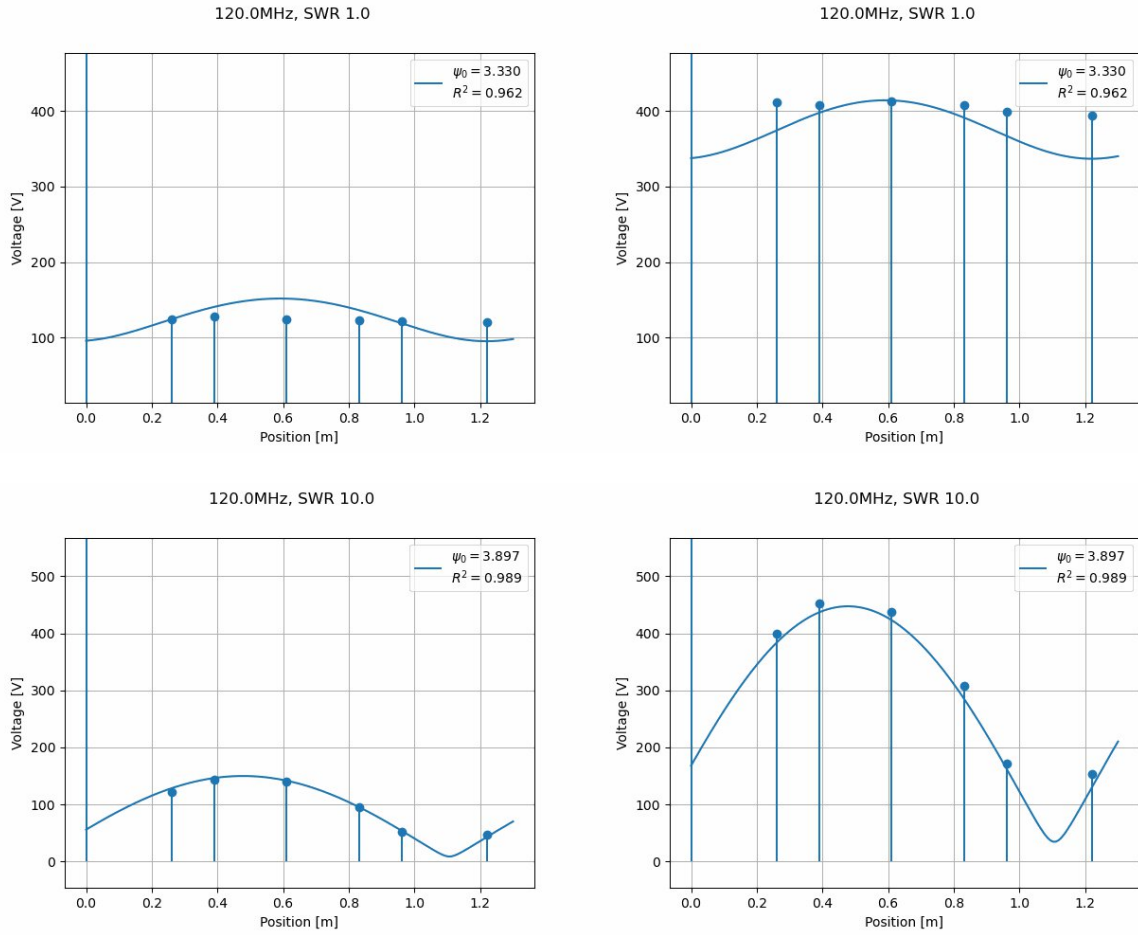 120.0MHz, SWR 1.0
ψ₀ = 3.330
R² = 0.962
400
300
200
100
Voltage [V]
0.0 0.2 0.4 0.6 0.8 1.0 1.2
Position [m]
120.0MHz, SWR 1.0
ψ₀ = 3.330
R² = 0.962
400
300
200
100
Voltage [V]
0.0 0.2 0.4 0.6 0.8 1.0 1.2
Position [m]
120.0MHz, SWR 10.0
ψ₀ = 3.897
R² = 0.989
500
400
300
200
100
0
Voltage [V]
0.0 0.2 0.4 0.6 0.8 1.0 1.2
Position [m]
120.0MHz, SWR 10.0
ψ₀ = 3.897
R² = 0.989
500
400
300
200
100
0
Voltage [V]
0.0 0.2 0.4 0.6 0.8 1.0 1.2
Position [m]